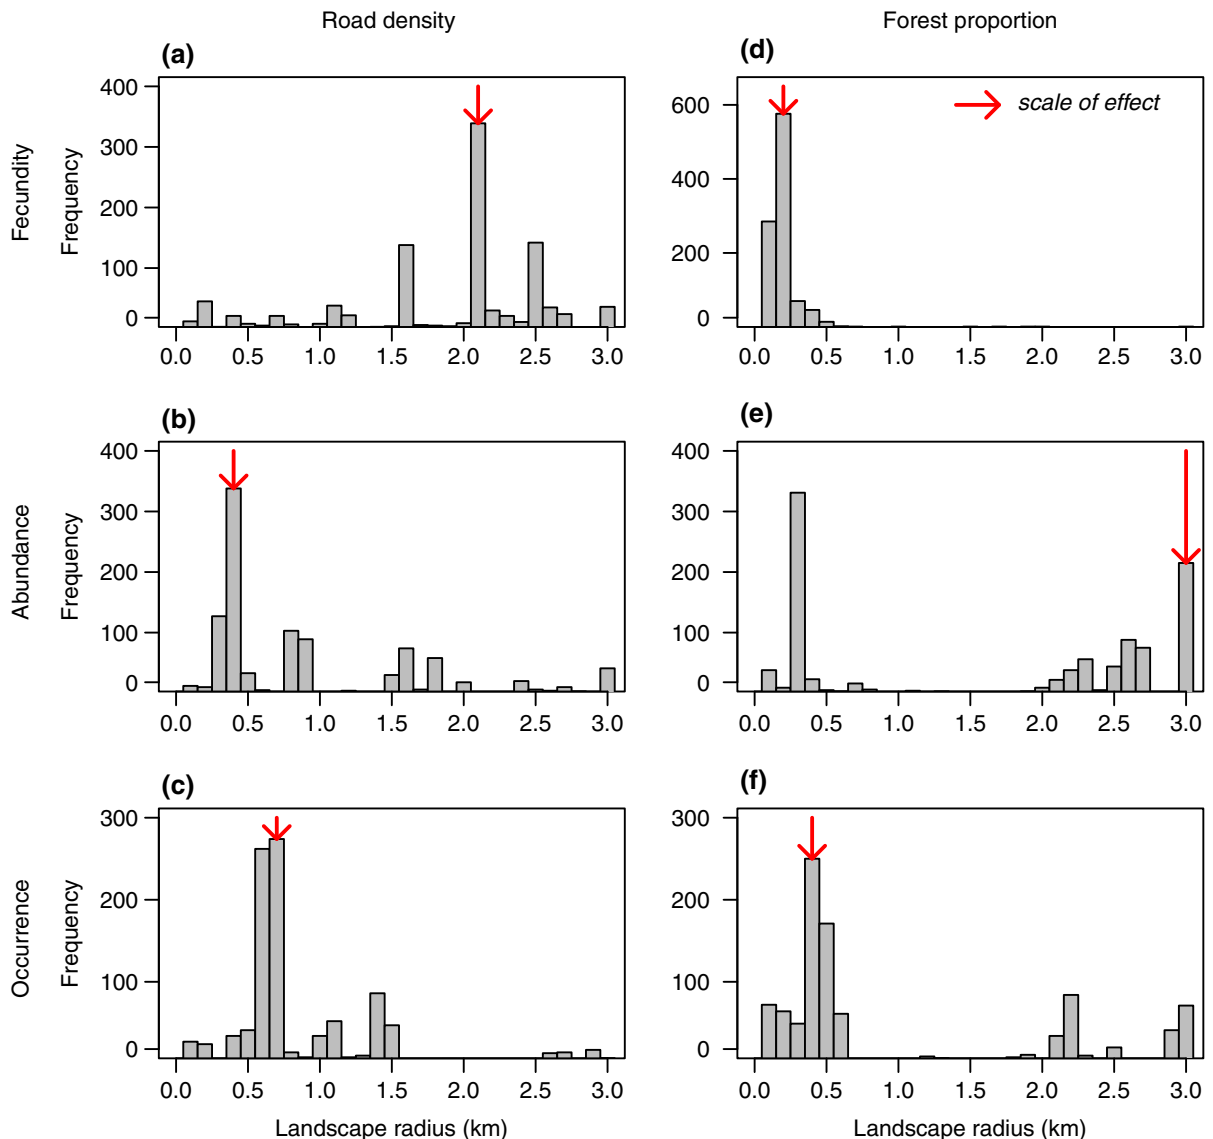 Road density
Forest proportion
(a)
(d)
Fecundity
Frequency
400
300
200
100
0
0.0 0.5 1.0 1.5 2.0 2.5 3.0
600
400
200
0
0.0 0.5 1.0 1.5 2.0 2.5 3.0
scale of effect
(b)
(e)
Abundance
Frequency
400
300
200
100
0
0.0 0.5 1.0 1.5 2.0 2.5 3.0
400
300
200
100
0
0.0 0.5 1.0 1.5 2.0 2.5 3.0
(c)
(f)
Occurrence
Frequency
300
200
100
0
0.0 0.5 1.0 1.5 2.0 2.5 3.0
Landscape radius (km)
300
200
100
0
0.0 0.5 1.0 1.5 2.0 2.5 3.0
Landscape radius (km)